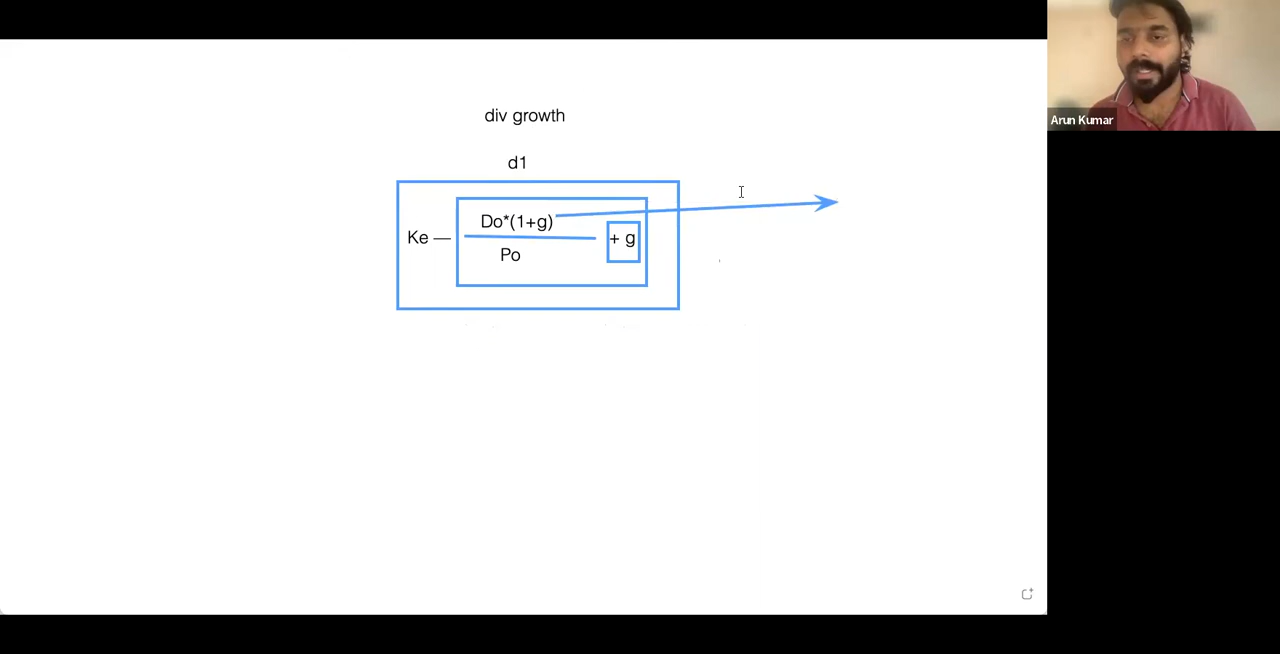 div growth
d1
Do*(1+g)
Ke — + g
Po
Arun Kumar